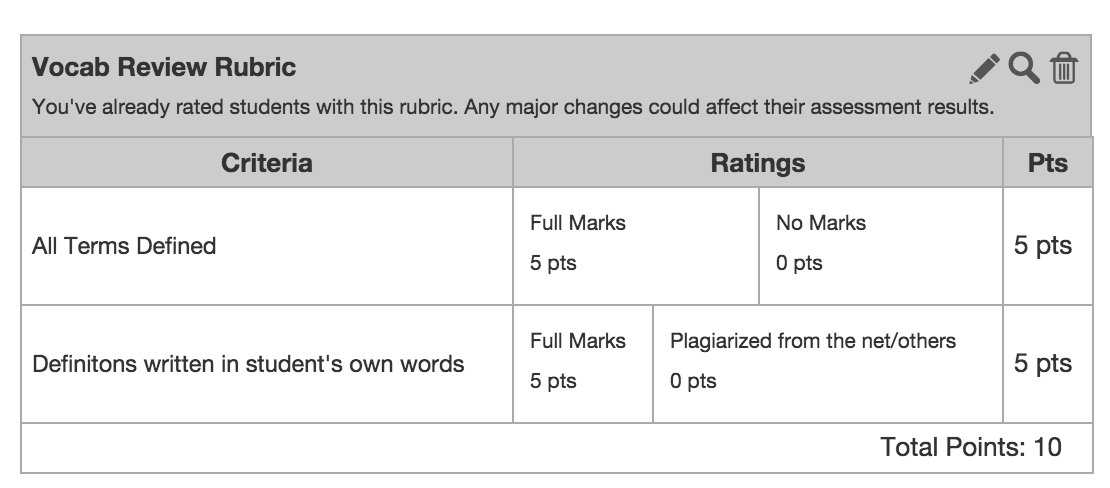 Vocab Review Rubric
You've already rated students with this rubric. Any major changes could affect their assessment results.
Criteria Ratings Pts
All Terms Defined
Full Marks
5 pts
No Marks
0 pts
5 pts
Definitons written in student's own words
Full Marks
5 pts
Plagiarized from the net/others
0 pts
5 pts
Total Points: 10